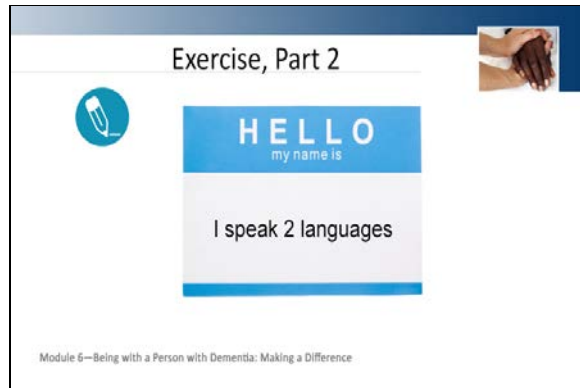 Exercise, Part 2
HELLO
my name is
I speak 2 languages
Module 6—Being with a Person with Dementia: Making a Difference